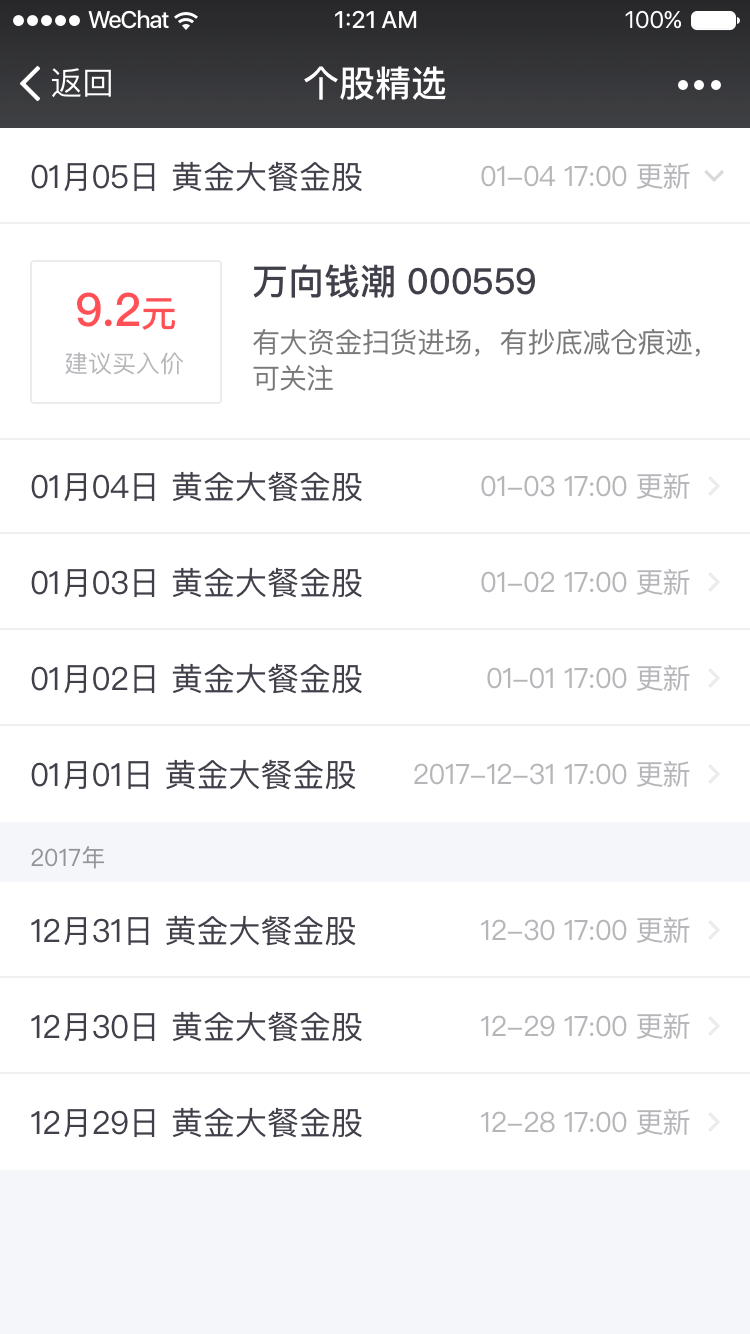 WeChat 1:21 AM 100%
返回 个股精选
01月05日 黄金大餐金股 01-04 17:00 更新
9.2元
建议买入价
万向钱潮 000559
有大资金扫货进场，有抄底减仓痕迹，
可关注
01月04日 黄金大餐金股 01-03 17:00 更新
01月03日 黄金大餐金股 01-02 17:00 更新
01月02日 黄金大餐金股 01-01 17:00 更新
01月01日 黄金大餐金股 2017-12-31 17:00 更新
2017年
12月31日 黄金大餐金股 12-30 17:00 更新
12月30日 黄金大餐金股 12-29 17:00 更新
12月29日 黄金大餐金股 12-28 17:00 更新